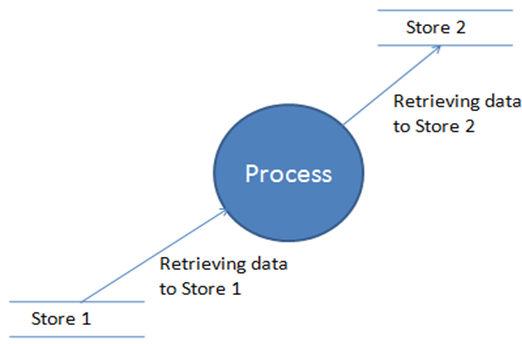 Store 2
Retrieving data
to Store 2
Process
Retrieving data
to Store 1
Store 1